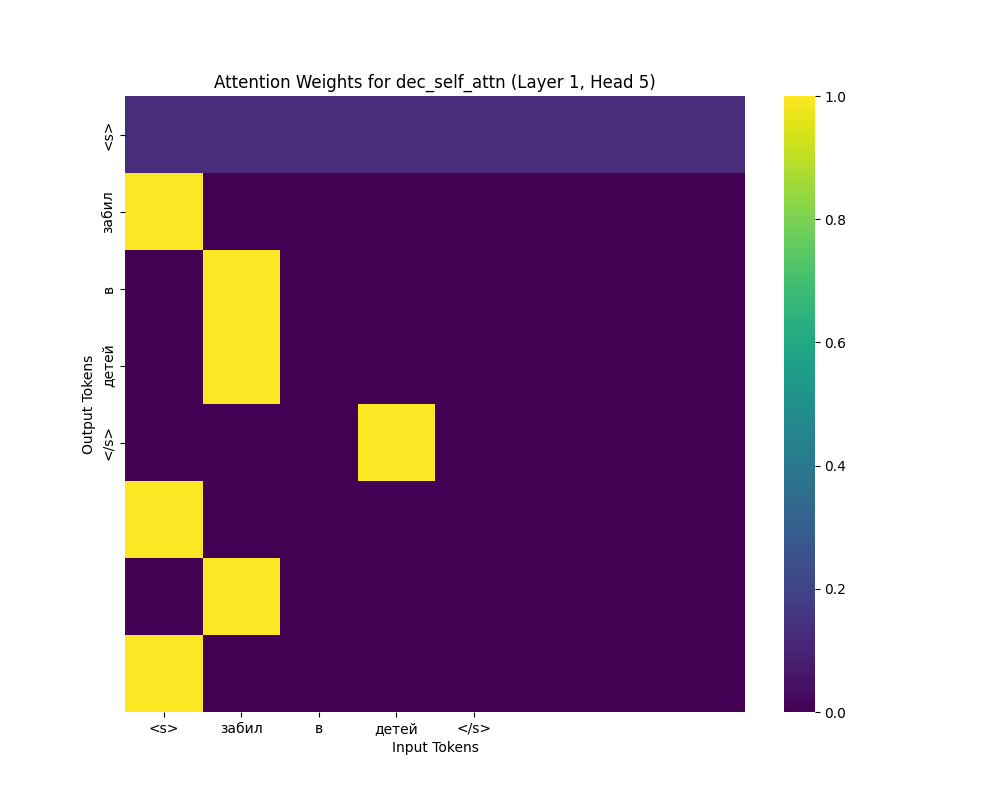 Attention Weights for dec_self_attn (Layer 1, Head 5)
Output Tokens
<s>
забил
в
детей
</s>
<s>
забил
в
детей
</s>
Input Tokens
1.0
0.8
0.6
0.4
0.2
0.0